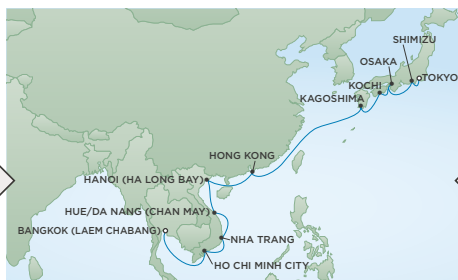 SHIMIZU
OSAKA
TOKYO
KOCHI
KAGOSHIMA
HONG KONG
HANOI (HA LONG BAY)
HUE/DA NANG (CHAN MAY)
BANGKOK (LAEM CHABANG)
NHA TRANG
HO CHI MINH CITY